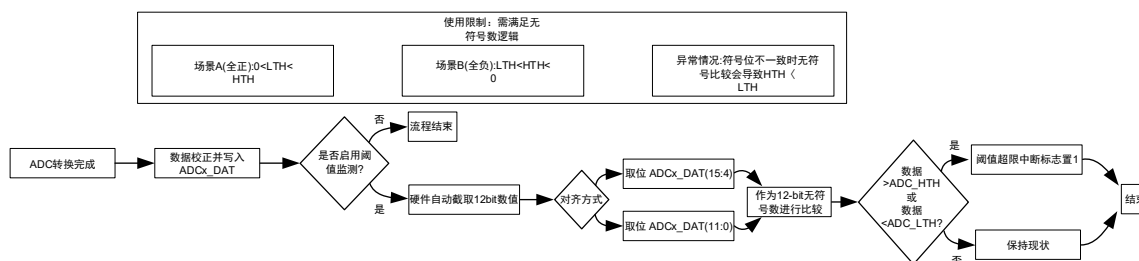 使用限制：需满足无
符号数逻辑
场景A(全正):0<LTH<
HTH
场景B(全负):LTH<HTH<
0
异常情况:符号位不一致时无符
号比较会导致HTH〈
LTH
ADC转换完成
数据校正并写入
ADCx_DAT
是否启用阈
值监测?
否
流程结束
是
硬件自动截取12bit数值
对齐方式
取位 ADCx_DAT(15:4)
取位 ADCx_DAT(11:0)
作为12-bit无符
号数进行比较
数据
>ADC_HTH
或
数据
<ADC_LTH?
是
阈值超限中断标志置1
否
保持现状
结束